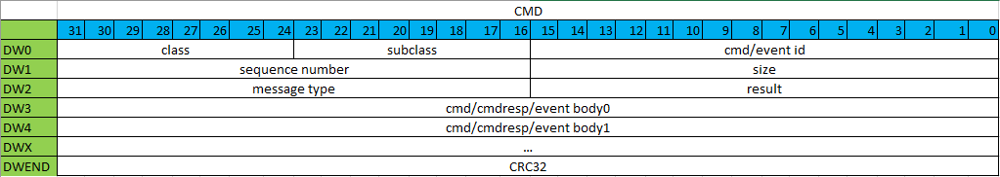 CMD
31 30 29 28 27 26 25 24 23 22 21 20 19 18 17 16 15 14 13 12 11 10 9 8 7 6 5 4 3 2 1 0
DW0 class subclass cmd/event id
DW1 sequence number size
DW2 message type result
DW3 cmd/cmdresp/event body0
DW4 cmd/cmdresp/event body1
DWX ...
DWEND CRC32